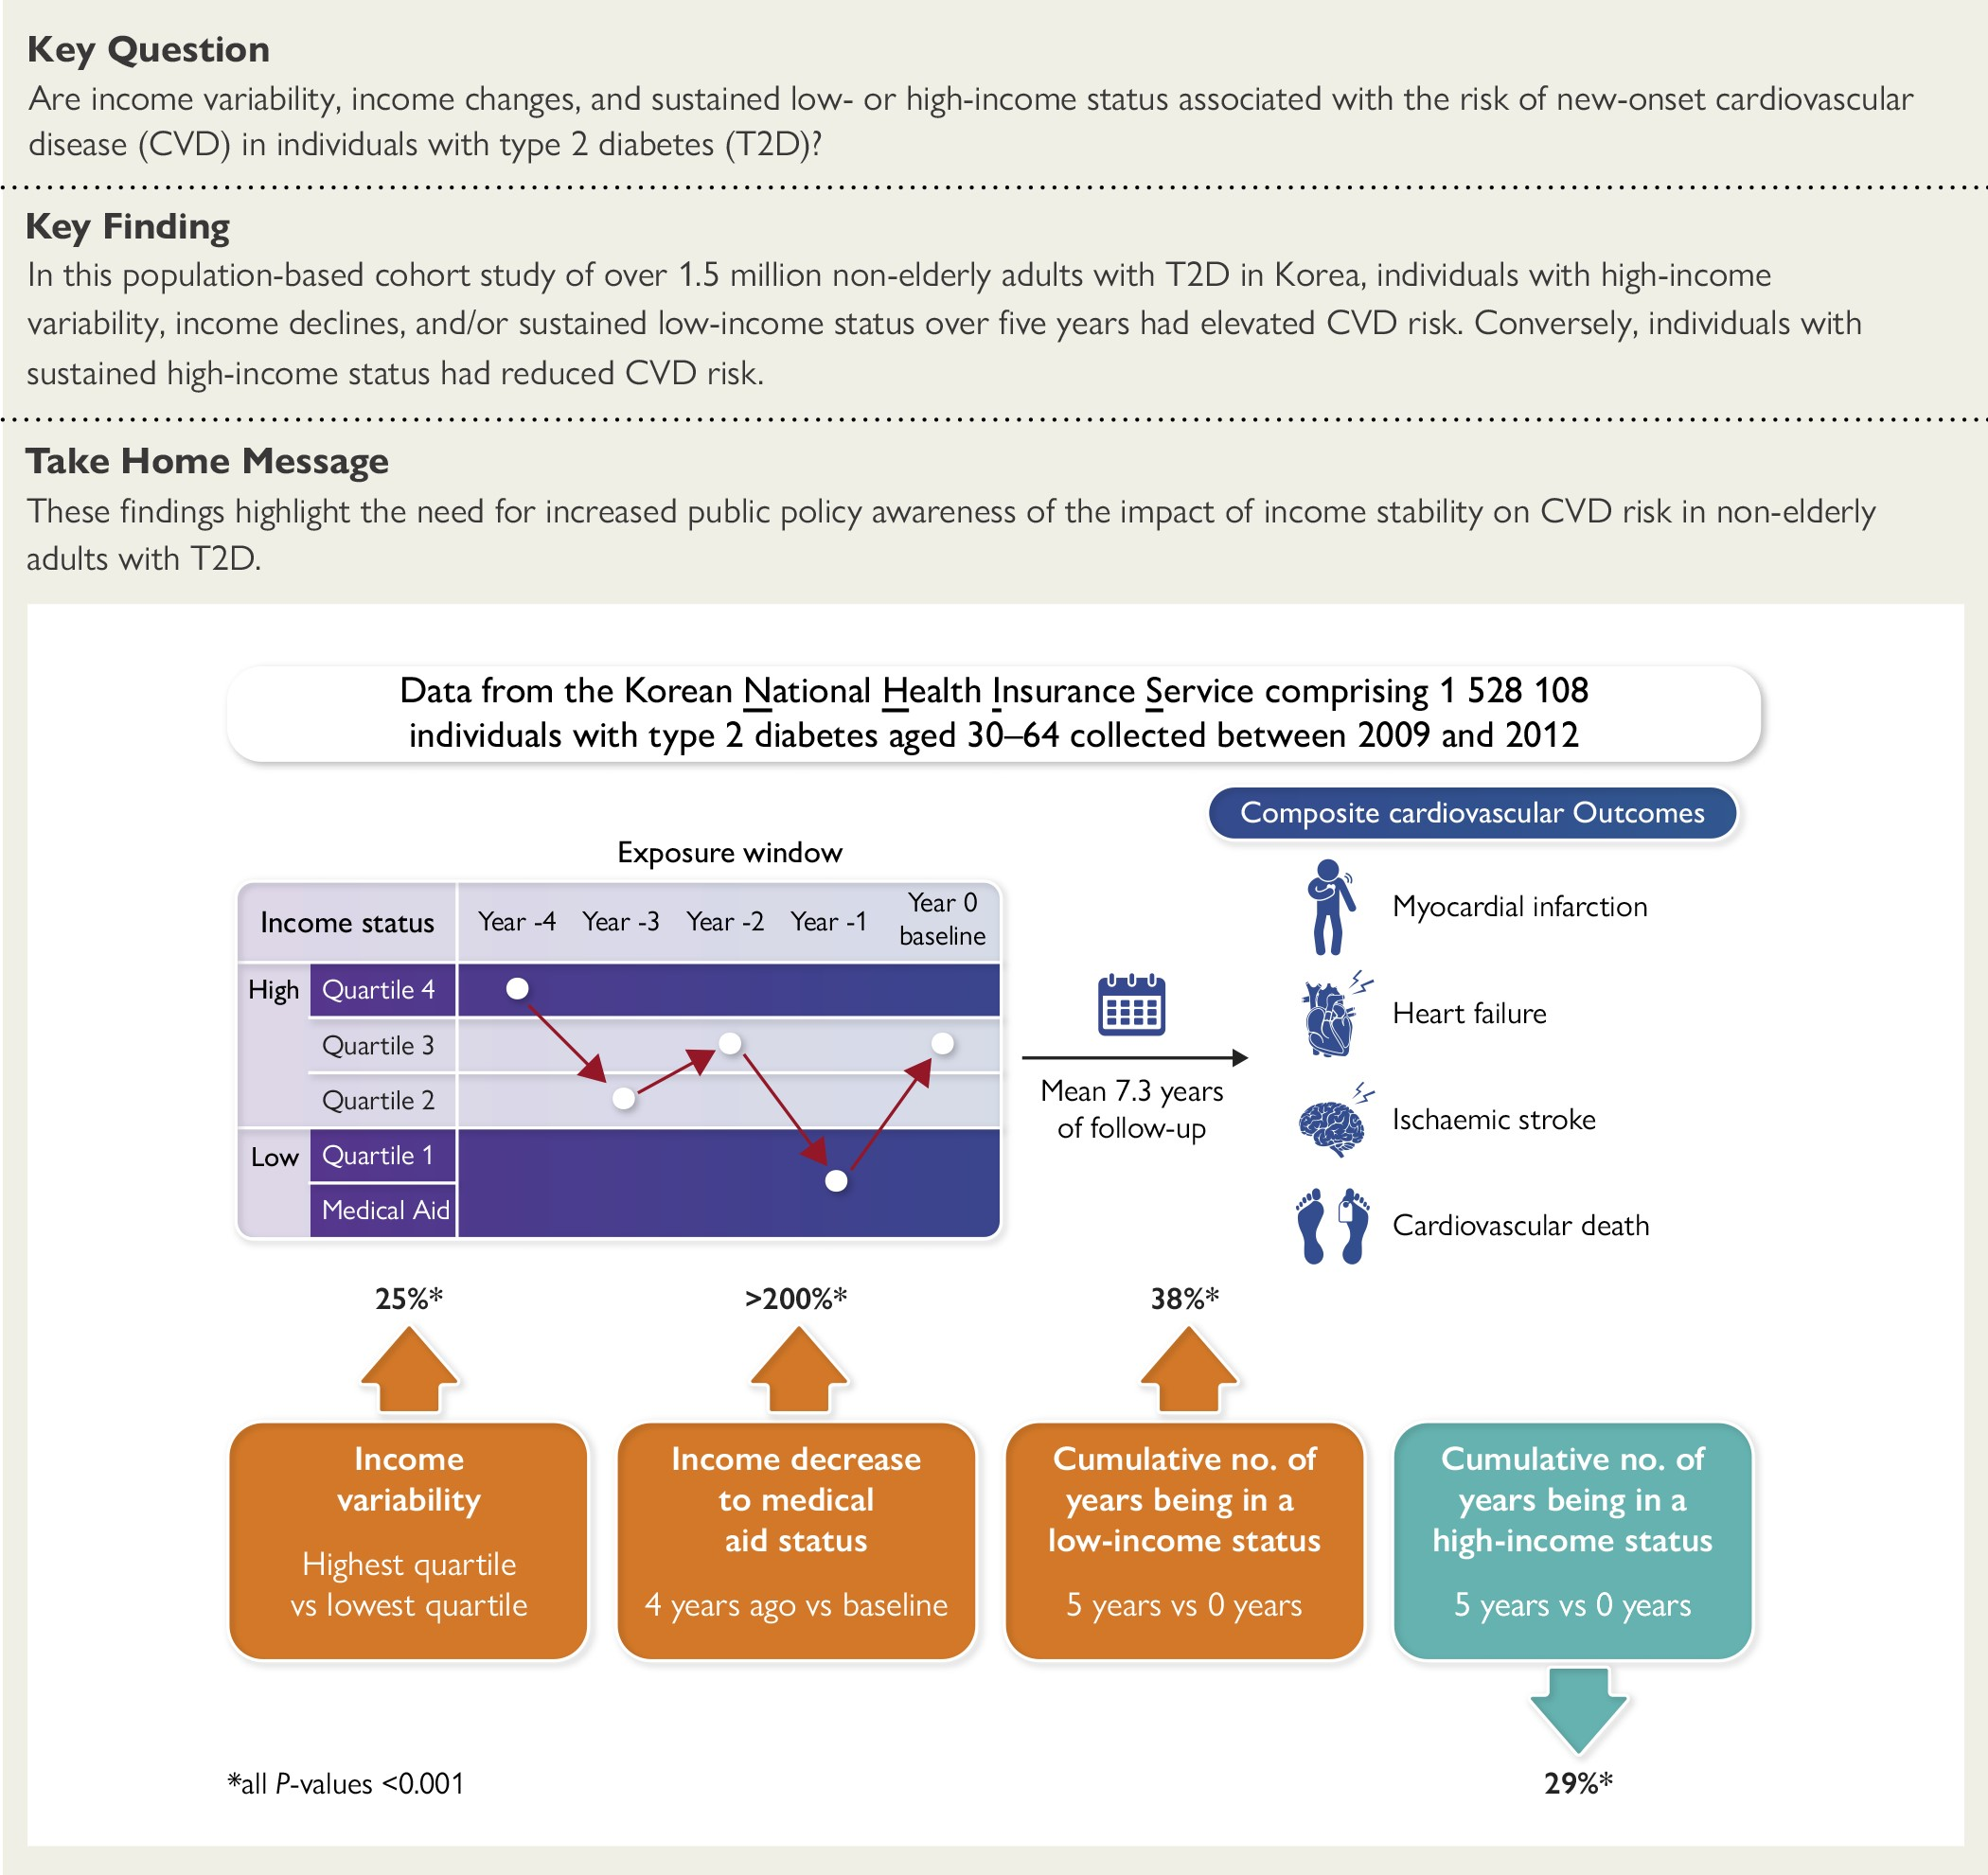 Key Question
Are income variability, income changes, and sustained low- or high-income status associated with the risk of new-onset cardiovascular
disease (CVD) in individuals with type 2 diabetes (T2D)?
Key Finding
In this population-based cohort study of over 1.5 million non-elderly adults with T2D in Korea, individuals with high-income
variability, income declines, and/or sustained low-income status over five years had elevated CVD risk. Conversely, individuals with
sustained high-income status had reduced CVD risk.
Take Home Message
These findings highlight the need for increased public policy awareness of the impact of income stability on CVD risk in non-elderly
adults with T2D.
Data from the Korean National Health Insurance Service comprising 1 528 108
individuals with type 2 diabetes aged 30–64 collected between 2009 and 2012
Exposure window
Income status
Year -4
Year -3
Year -2
Year -1
Year 0
baseline
High
Quartile 4
Quartile 3
Quartile 2
Low
Quartile 1
Medical Aid
Mean 7.3 years
of follow-up
Composite cardiovascular Outcomes
Myocardial infarction
Heart failure
Ischaemic stroke
Cardiovascular death
25%*
Income
variability
Highest quartile
vs lowest quartile
>200%*
Income decrease
to medical
aid status
4 years ago vs baseline
38%*
Cumulative no. of
years being in a
low-income status
5 years vs 0 years
Cumulative no. of
years being in a
high-income status
5 years vs 0 years
29%*
*all P-values <0.001